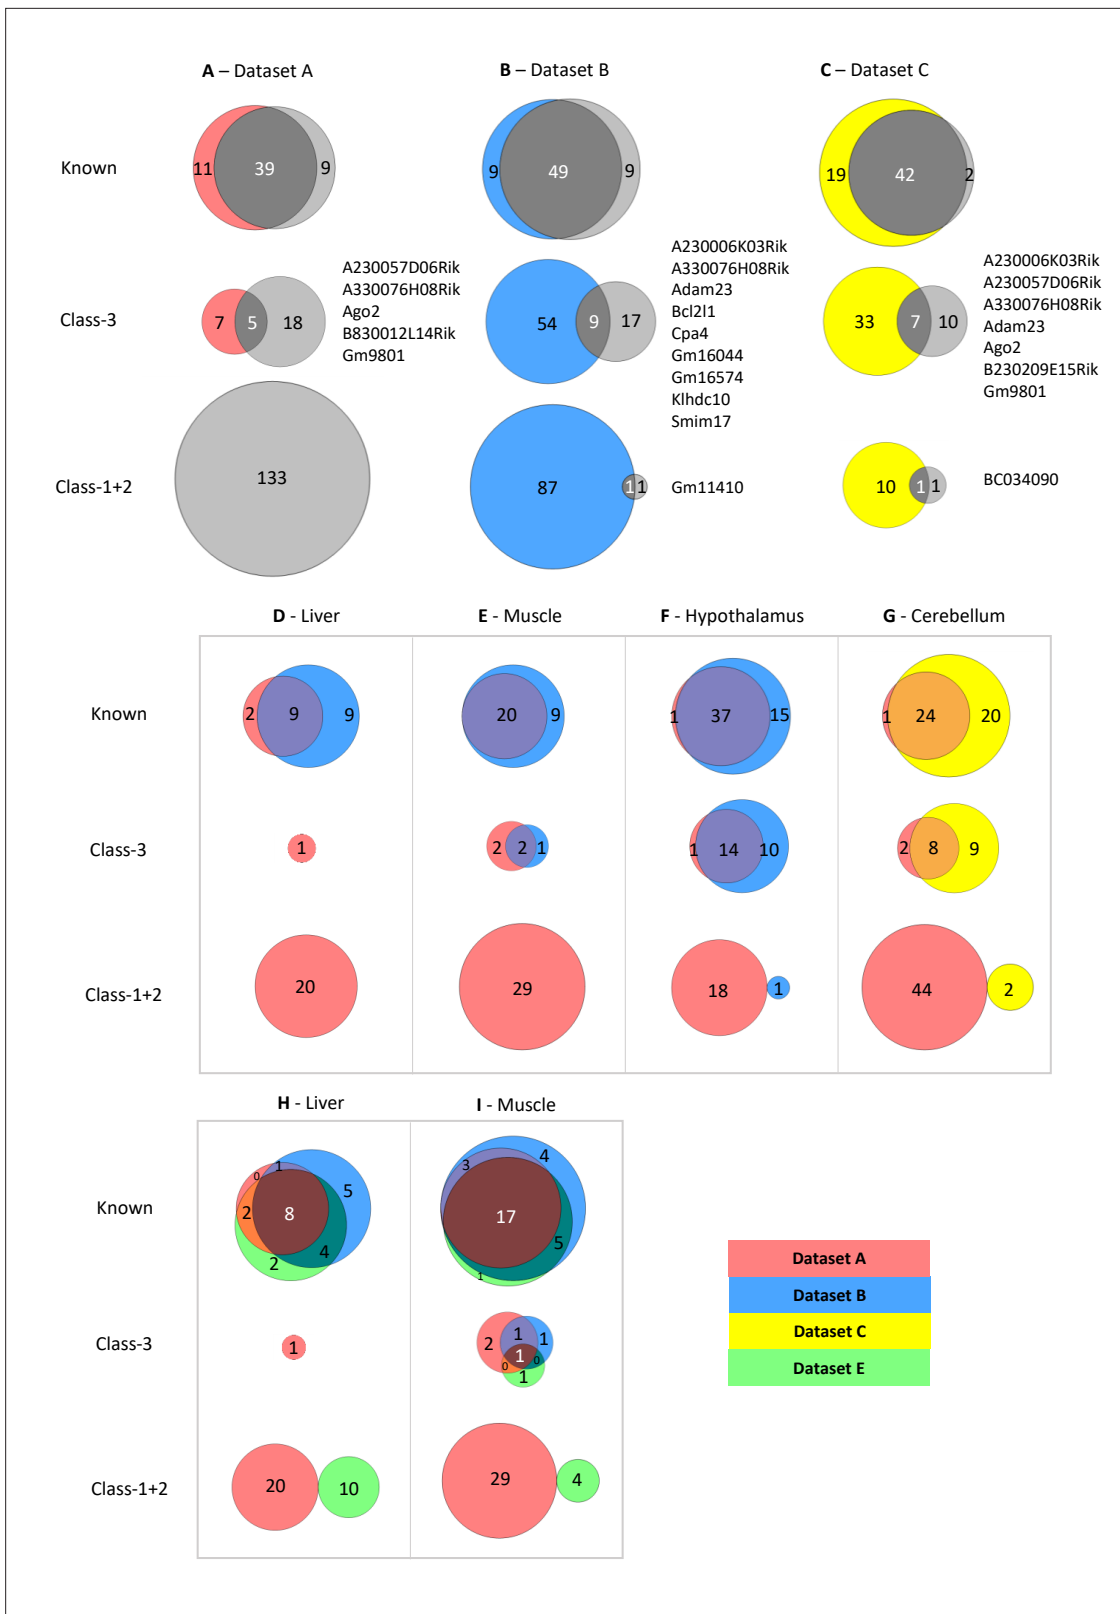 A – Dataset A
B – Dataset B
C – Dataset C
Known
11
39
9
9
49
9
19
42
2
Class-3
7
5
18
A230057D06Rik
A330076H08Rik
Ago2
B830012L14Rik
Gm9801
54
9
17
A230006K03Rik
A330076H08Rik
Adam23
Bcl2l1
Cpa4
Gm16044
Gm16574
Klhdc10
Smim17
33
7
10
A230006K03Rik
A230057D06Rik
A330076H08Rik
Adam23
Ago2
B230209E15Rik
Gm9801
Class-1+2
133
87
1
1
Gm11410
10
1
1
BC034090
D - Liver
E - Muscle
F - Hypothalamus
G - Cerebellum
Known
2
9
9
20
9
1
37
15
1
24
20
Class-3
1
2
2
1
1
14
10
2
8
9
Class-1+2
20
29
18
1
44
2
H - Liver
I - Muscle
Known
0
1
5
2
8
4
2
3
4
17
5
1
Class-3
1
2
1
1
1
0
0
1
Class-1+2
20
10
29
4
Dataset A
Dataset B
Dataset C
Dataset E